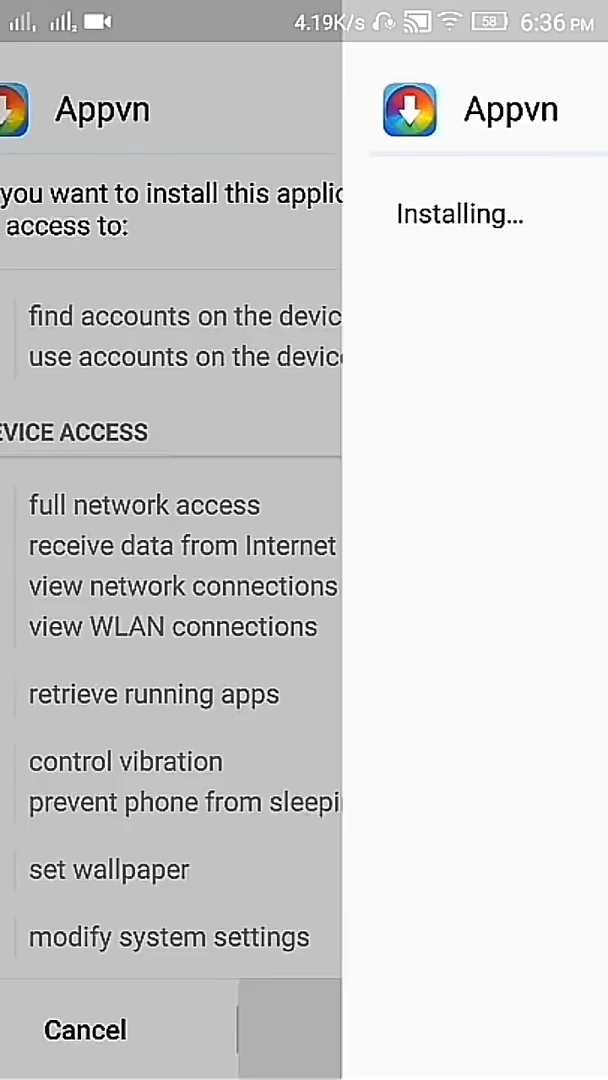 4.19K/s 58 6:36 PM
Appvn
you want to install this applic
access to:
find accounts on the devic
use accounts on the device
EVICE ACCESS
full network access
receive data from Internet
view network connections
view WLAN connections
retrieve running apps
control vibration
prevent phone from sleepi
set wallpaper
modify system settings
Cancel
Appvn
Installing...